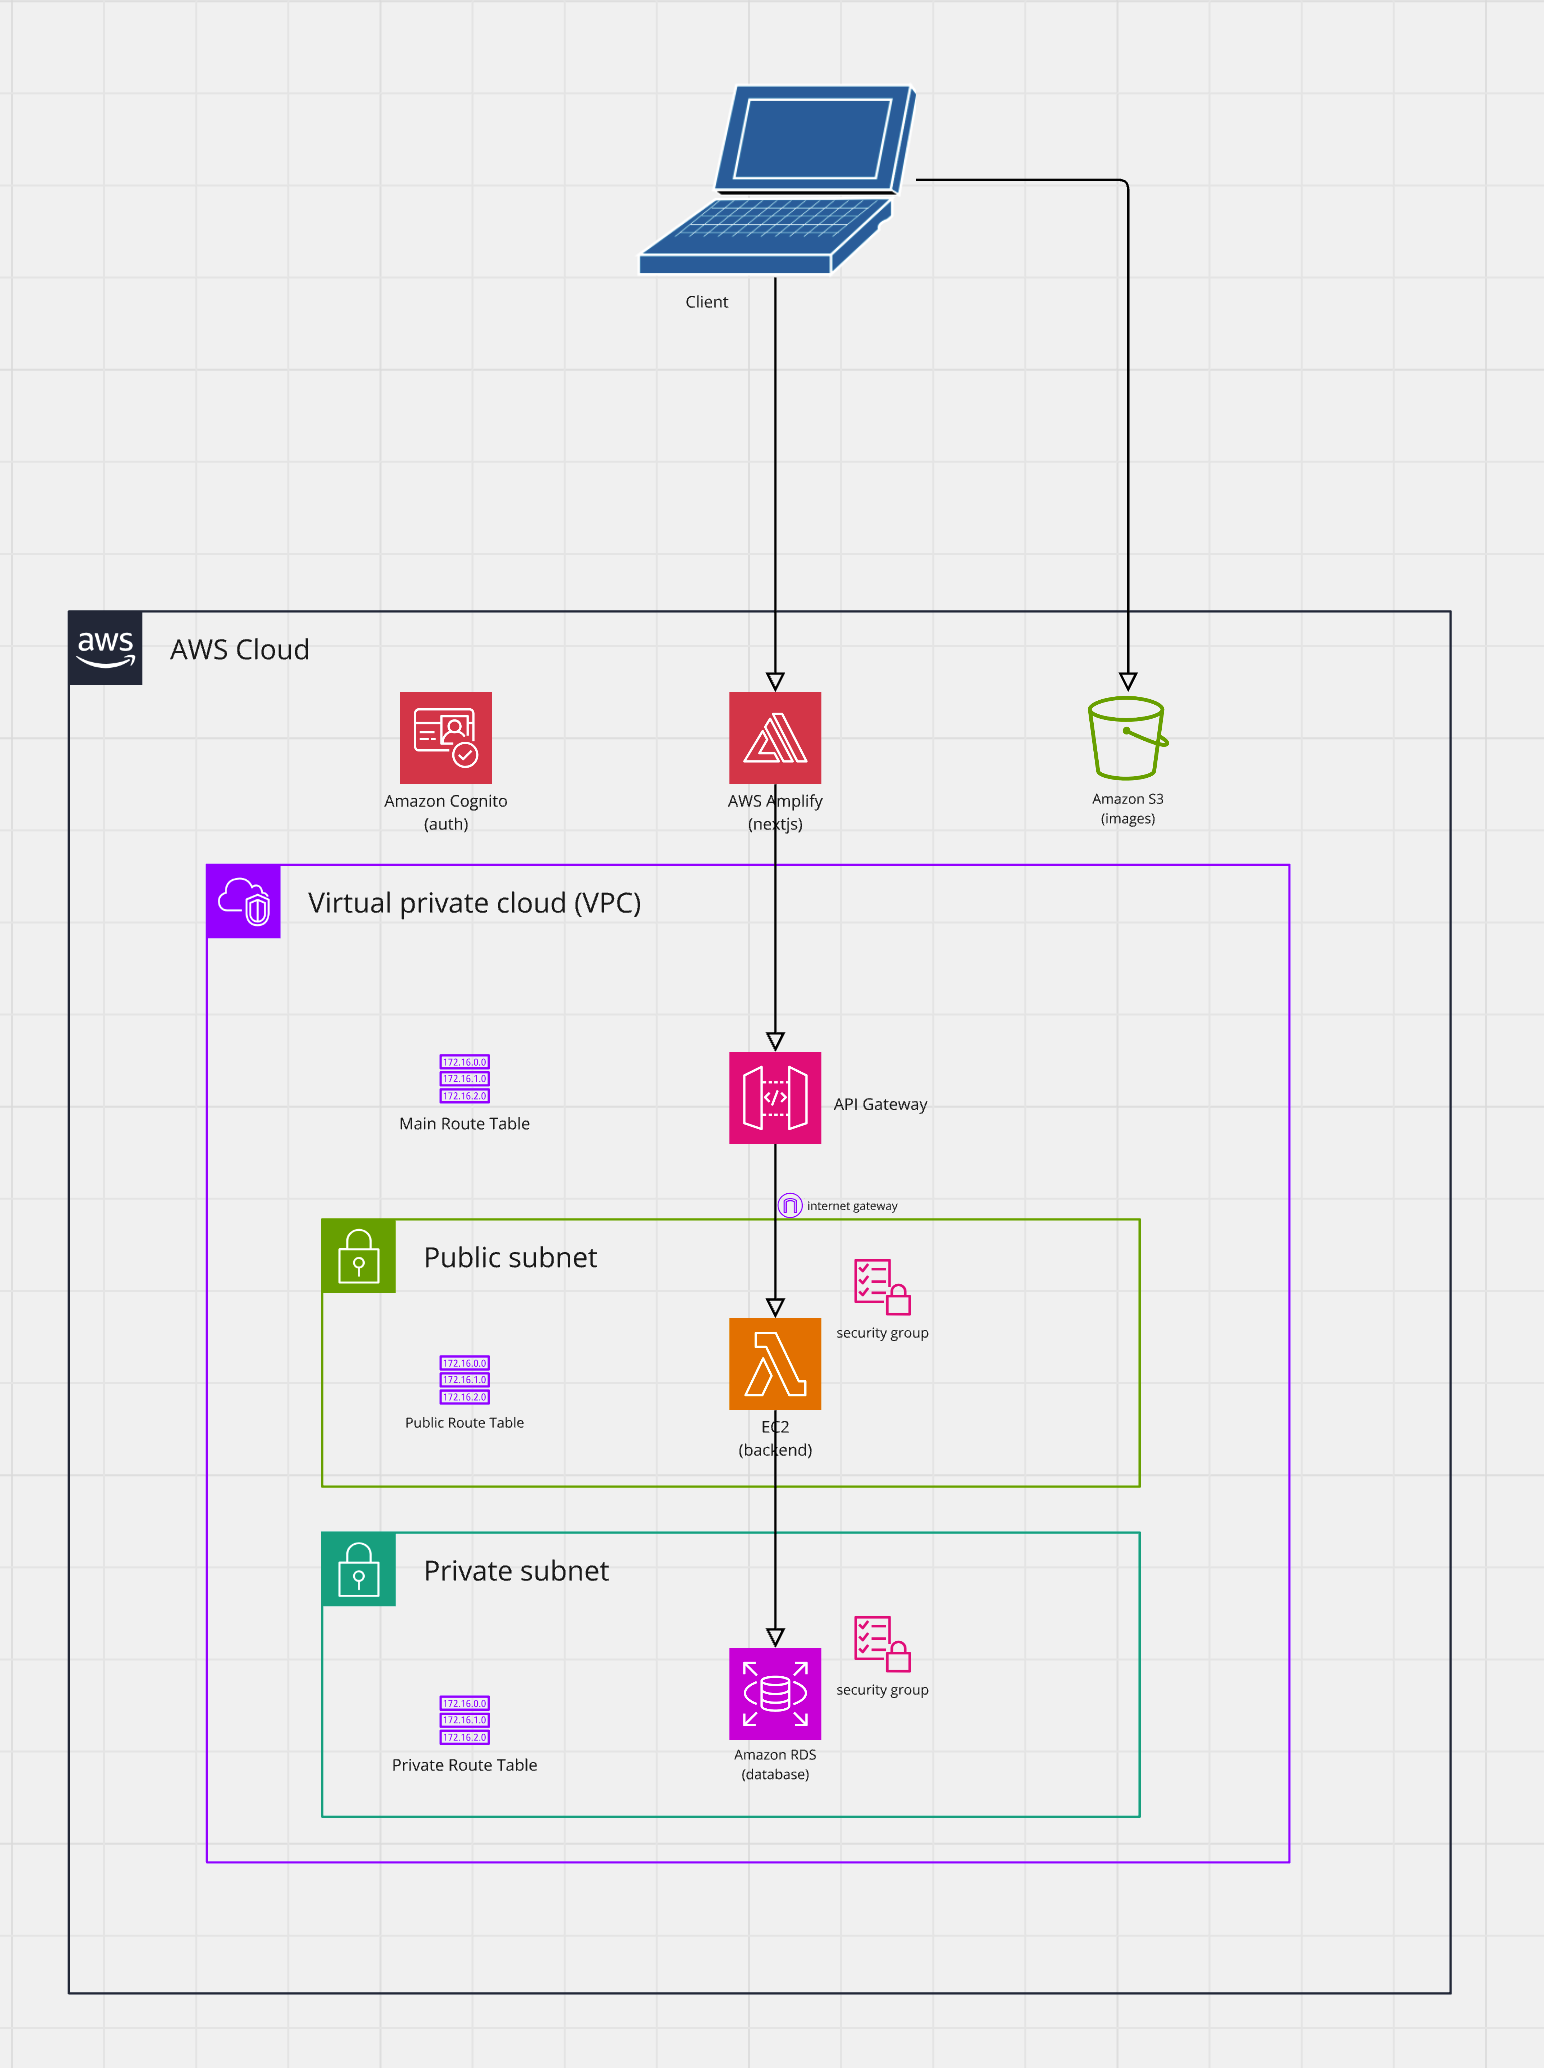 Client
aws
AWS Cloud
Amazon Cognito
(auth)
AWS Amplify
(nextjs)
Amazon S3
(images)
Virtual private cloud (VPC)
172.16.0.0
172.16.1.0
172.16.2.0
Main Route Table
</>
API Gateway
internet gateway
Public subnet
security group
172.16.0.0
172.16.1.0
172.16.2.0
Public Route Table
EC2
(backend)
Private subnet
security group
172.16.0.0
172.16.1.0
172.16.2.0
Private Route Table
Amazon RDS
(database)